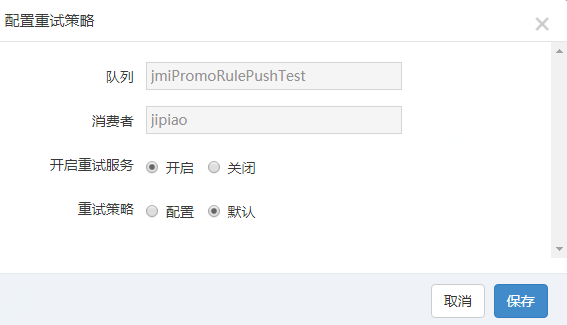 配置重试策略
队列 jmiPromoRulePushTest
消费者 jipiao
开启重试服务 开启 关闭
重试策略 配置 默认
取消 保存